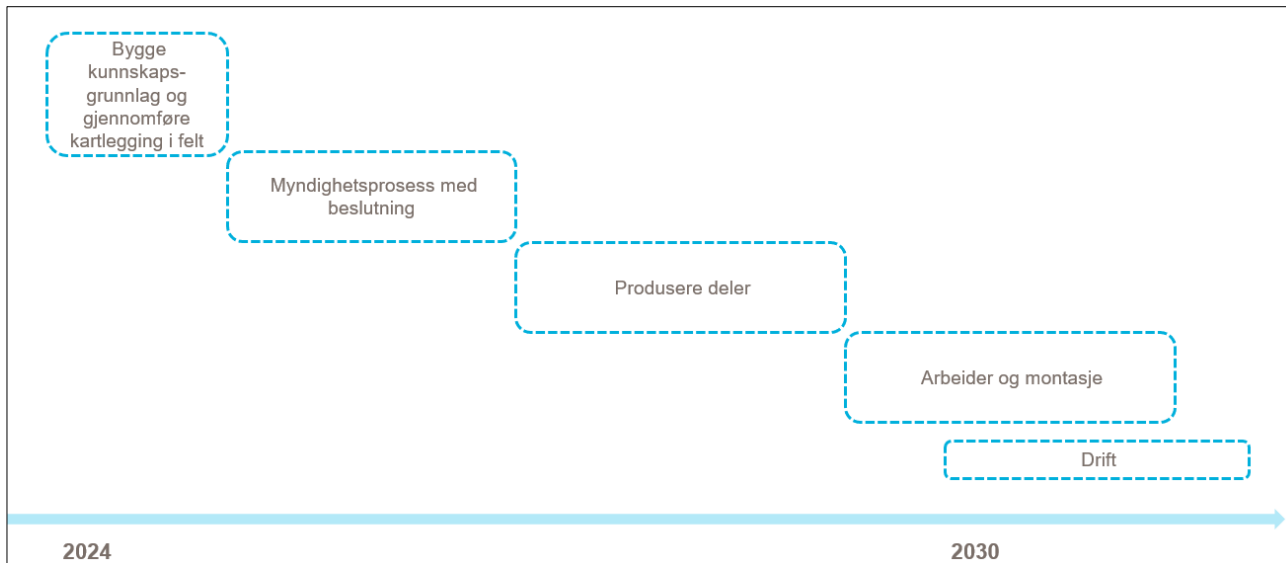 Bygge
kunnskaps-
grunnlag og
gjennomføre
kartlegging i felt
Myndighetsprosess med
beslutning
Produsere deler
Arbeider og montasje
Drift
2024
2030